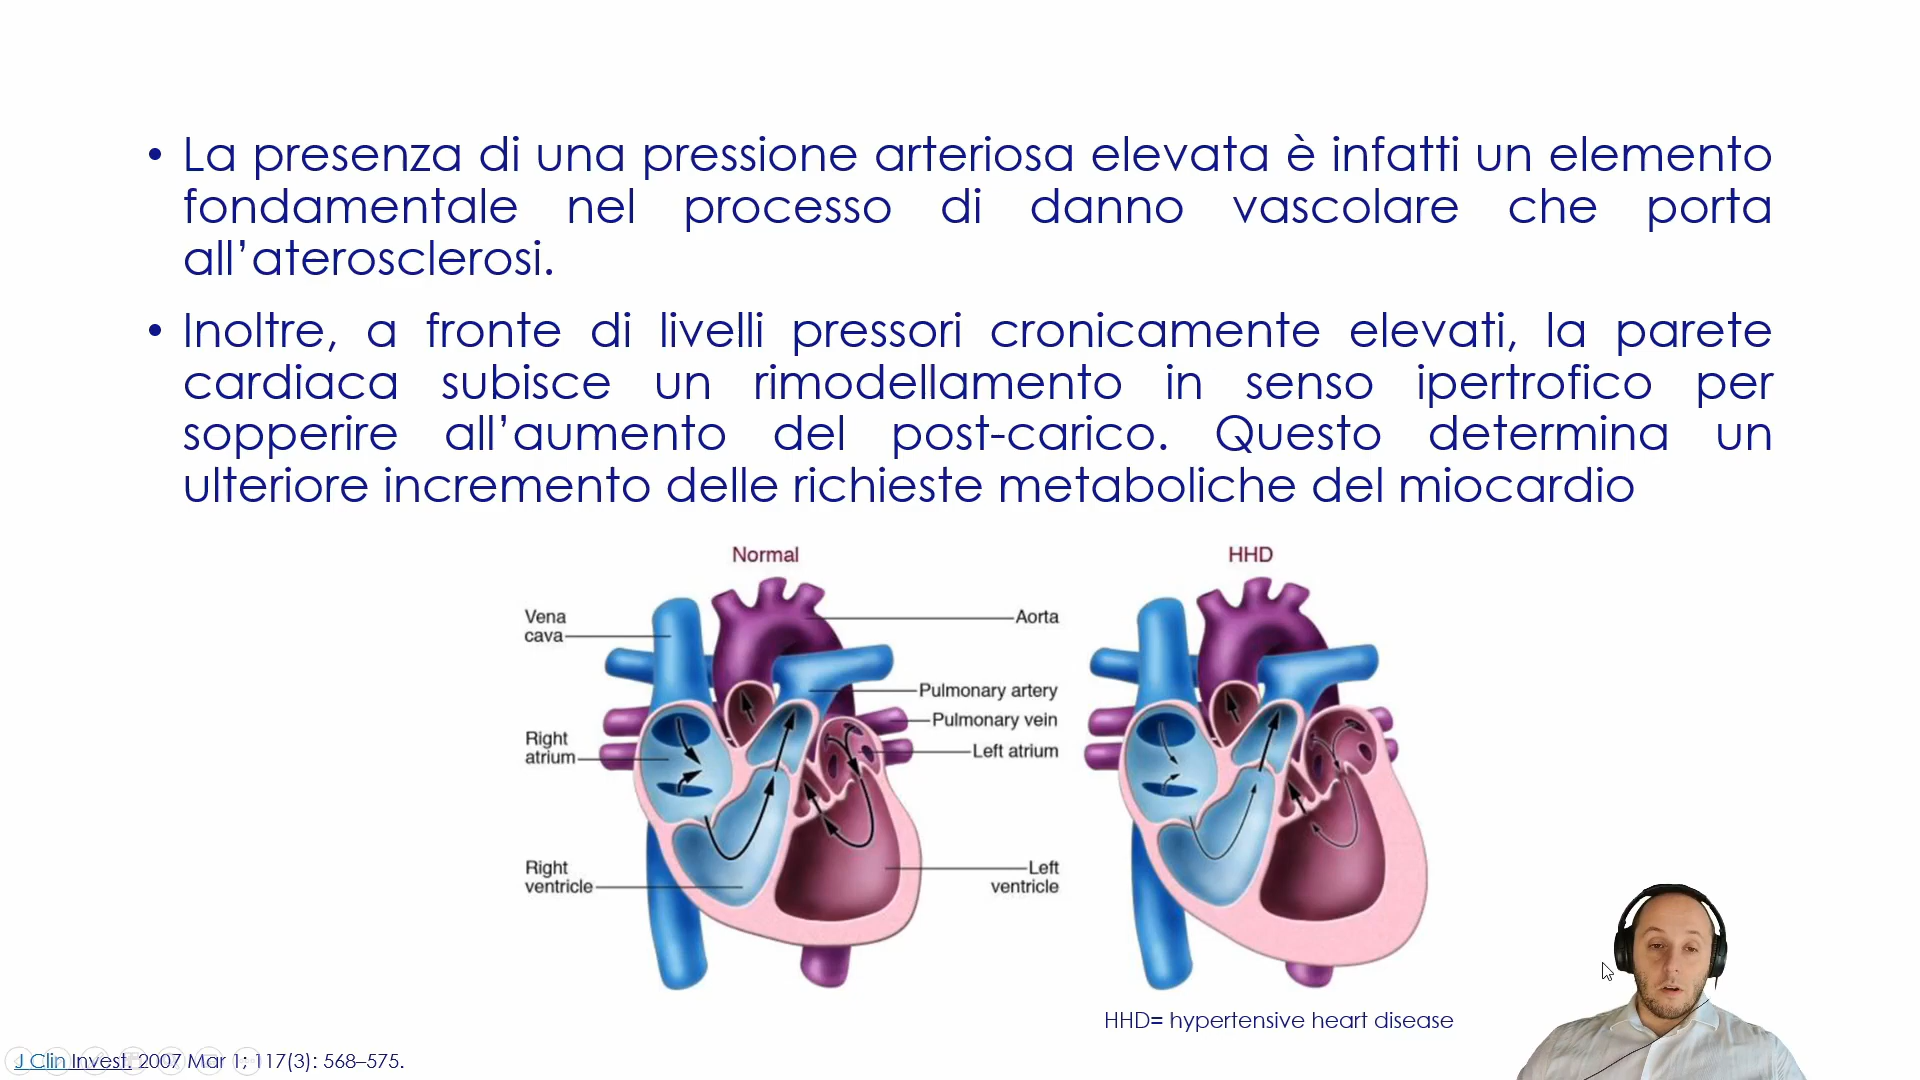 • La presenza di una pressione arteriosa elevata è infatti un elemento
fondamentale nel processo di danno vascolare che porta
all’aterosclerosi.
• Inoltre, a fronte di livelli pressori cronicamente elevati, la parete
cardiaca subisce un rimodellamento in senso ipertrofico per
sopperire all’aumento del post-carico. Questo determina un
ulteriore incremento delle richieste metaboliche del miocardio
Normal
HHD
Vena
cava
Aorta
Pulmonary artery
Pulmonary vein
Right
atrium
Left atrium
Right
ventricle
Left
ventricle
HHD= hypertensive heart disease
J Clin Invest. 2007 Mar 1; 117(3): 568–575.